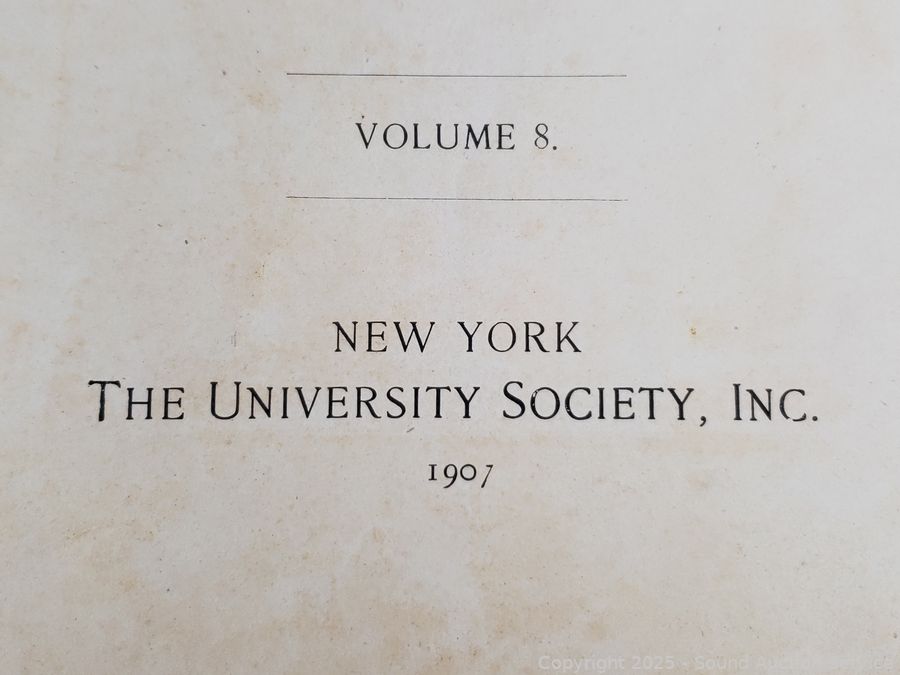 VOLUME 8.
NEW YORK
THE UNIVERSITY SOCIETY, INC.
1907
Copyright 2025 - Sound Auction Service